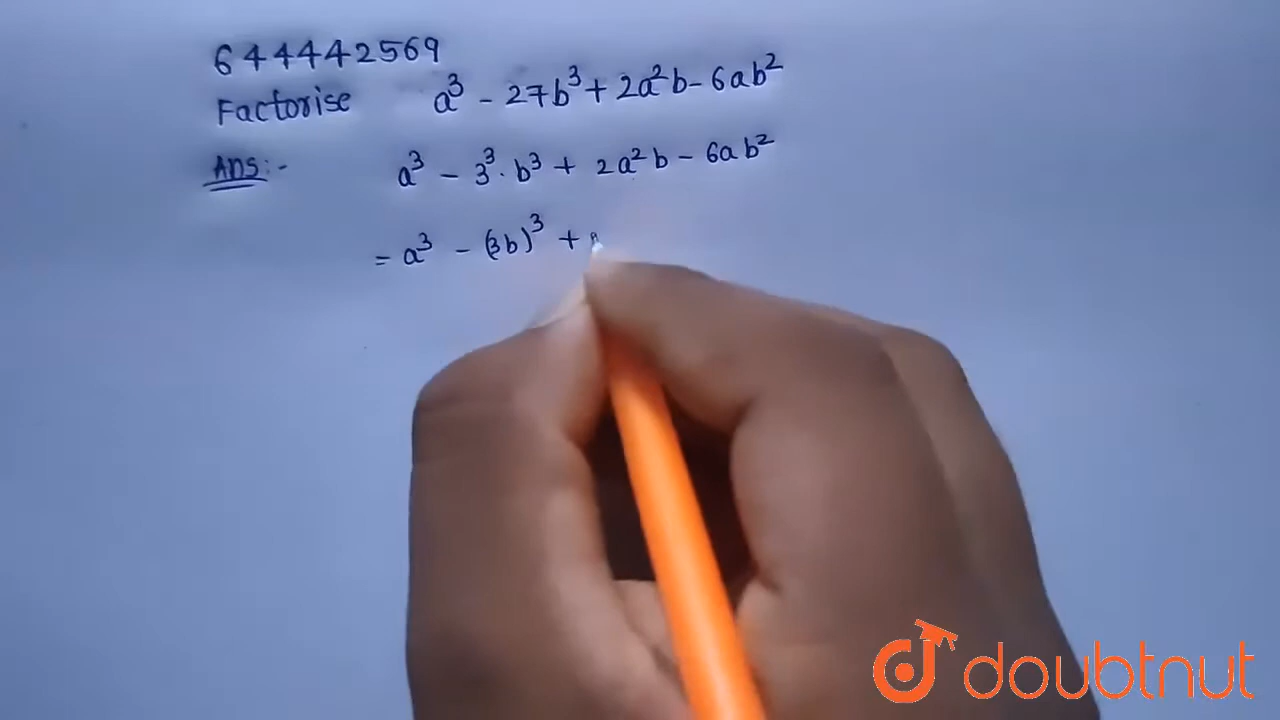 644442569
Factorise a³ - 27b³ + 2a²b - 6ab²
Ans:- a³ - 3³. b³ + 2a²b - 6ab²
= a³ - (3b)³ +
doubtnut